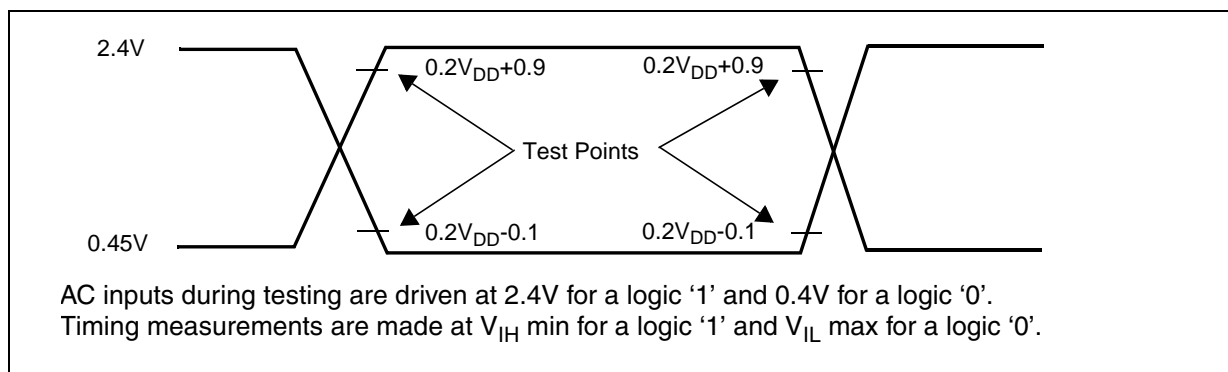 2.4V
0.2VDD+0.9 0.2VDD+0.9
Test Points
0.2VDD-0.1 0.2VDD-0.1
0.45V
AC inputs during testing are driven at 2.4V for a logic ‘1’ and 0.4V for a logic ‘0’.
Timing measurements are made at VIH min for a logic ‘1’ and VIL max for a logic ‘0’.